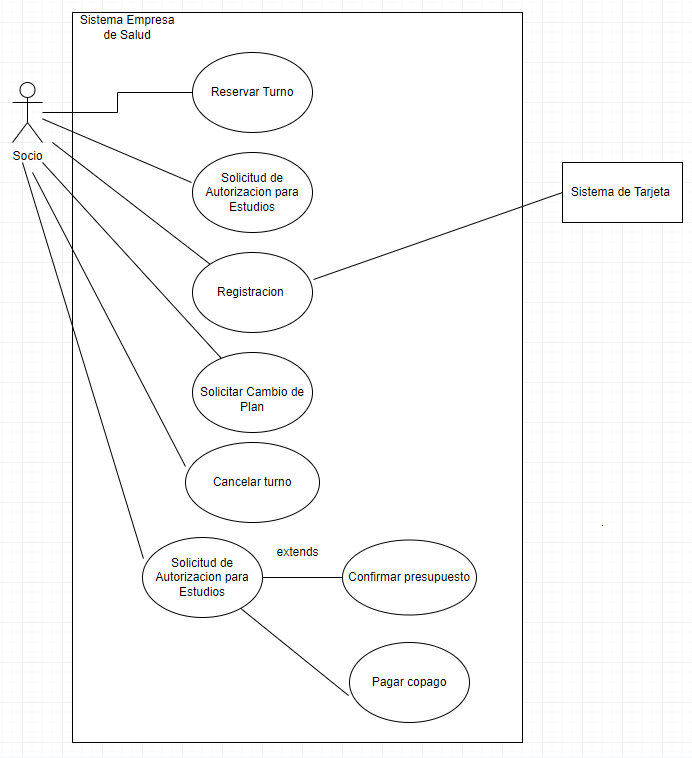 Sistema Empresa
de Salud
Reservar Turno
Socio
Solicitud de
Autorizacion para
Estudios
Sistema de Tarjeta
Registracion
Solicitar Cambio de
Plan
Cancelar turno
extends
Solicitud de
Autorizacion para
Estudios
Confirmar presupuesto
Pagar copago
.